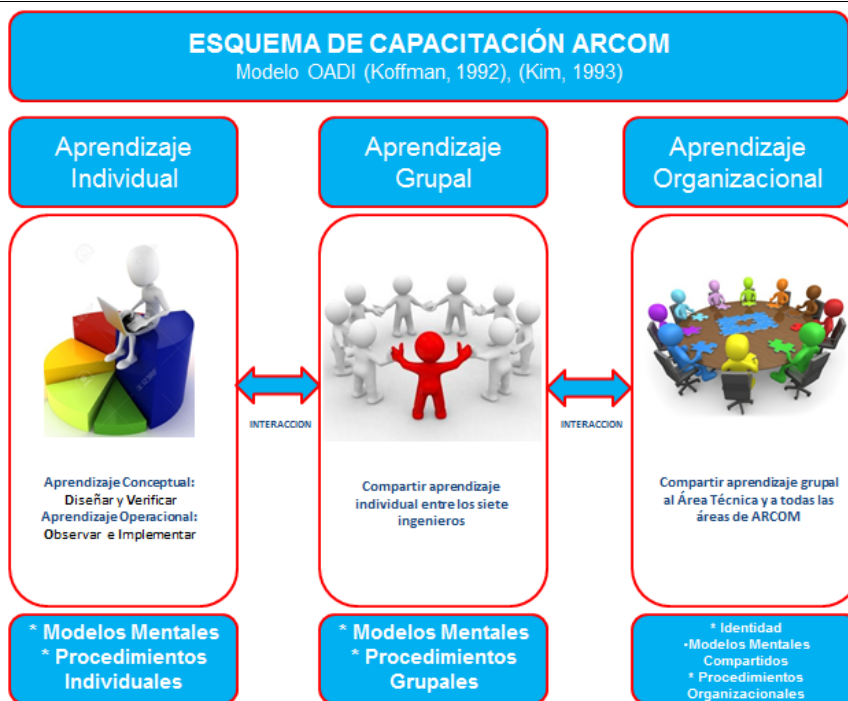 ESQUEMA DE CAPACITACIÓN ARCOM
Modelo OADI (Koffman, 1992), (Kim, 1993)
Aprendizaje
Individual
Aprendizaje
Grupal
Aprendizaje
Organizacional
INTERACCION
INTERACCION
Aprendizaje Conceptual:
Diseñar y Verificar
Aprendizaje Operacional:
Observar e Implementar
Compartir aprendizaje
individual entre los siete
ingenieros
Compartir aprendizaje grupal
al Área Técnica y a todas las
áreas de ARCOM
* Modelos Mentales
* Procedimientos
Individuales
* Modelos Mentales
* Procedimientos
Grupales
* Identidad
•Modelos Mentales
Compartidos
* Procedimientos
Organizacionales